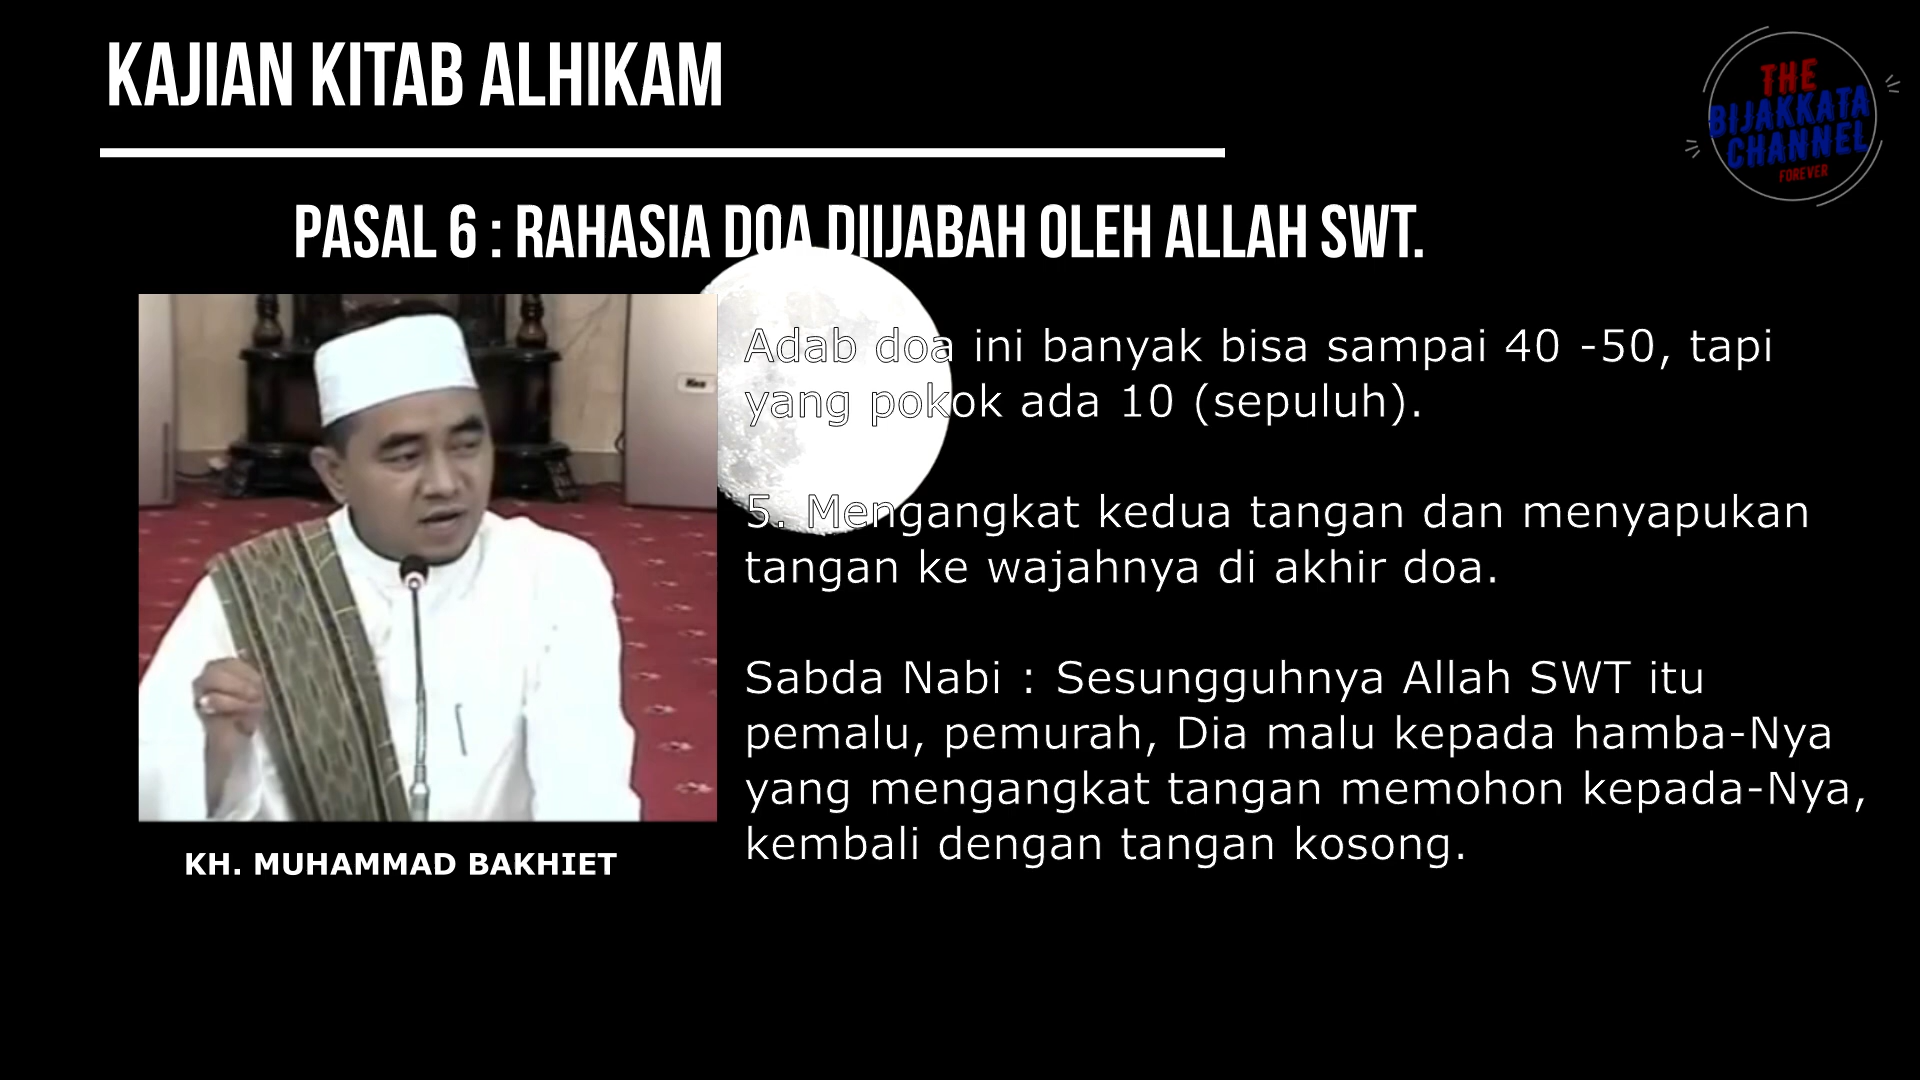 KAJIAN KITAB ALHIKAM
THE
BIJAKKATA
CHANNEL
FOREVER
PASAL 6 : RAHASIA DOA DIIJABAH OLEH ALLAH SWT.
Adab doa ini banyak bisa sampai 40 -50, tapi
yang pokok ada 10 (sepuluh).
5. Mengangkat kedua tangan dan menyapukan
tangan ke wajahnya di akhir doa.
Sabda Nabi : Sesungguhnya Allah SWT itu
pemalu, pemurah, Dia malu kepada hamba-Nya
yang mengangkat tangan memohon kepada-Nya,
kembali dengan tangan kosong.
KH. MUHAMMAD BAKHIET